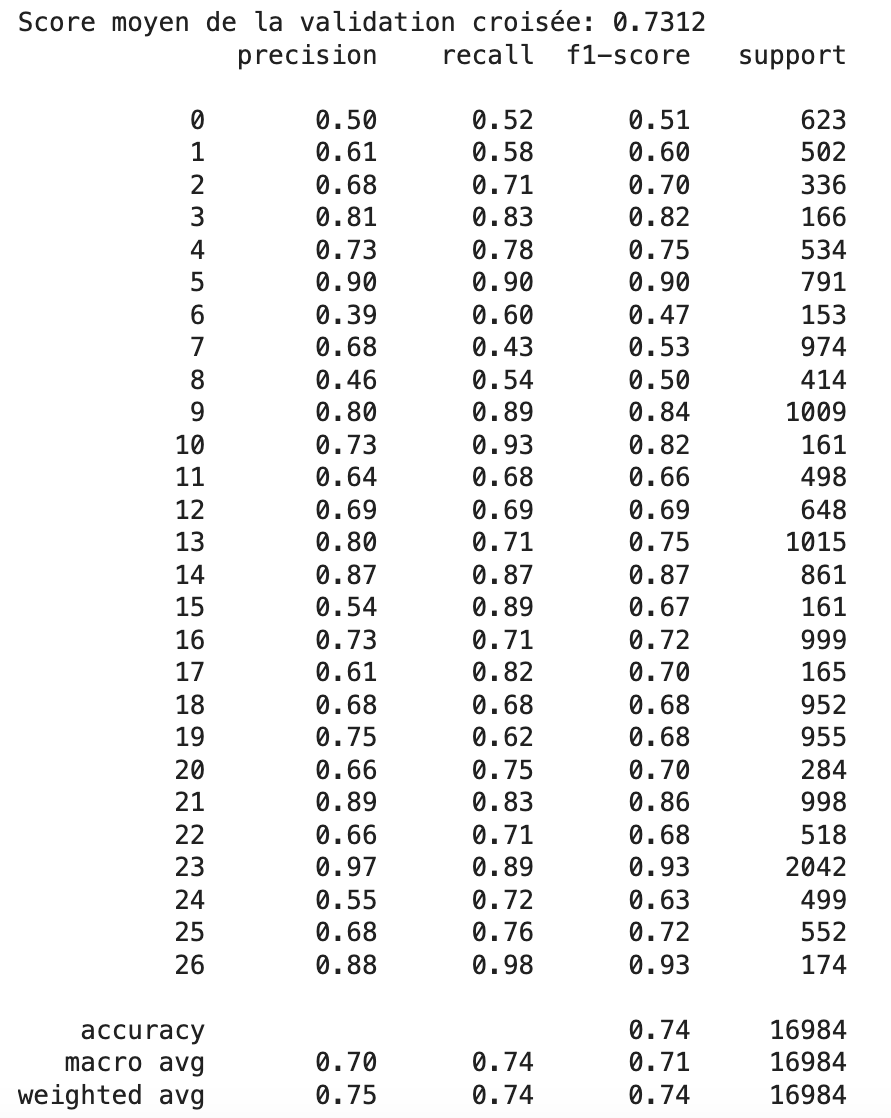 Score moyen de la validation croisée: 0.7312
precision recall f1-score support
0 0.50 0.52 0.51 623
1 0.61 0.58 0.60 502
2 0.68 0.71 0.70 336
3 0.81 0.83 0.82 166
4 0.73 0.78 0.75 534
5 0.90 0.90 0.90 791
6 0.39 0.60 0.47 153
7 0.68 0.43 0.53 974
8 0.46 0.54 0.50 414
9 0.80 0.89 0.84 1009
10 0.73 0.93 0.82 161
11 0.64 0.68 0.66 498
12 0.69 0.69 0.69 648
13 0.80 0.71 0.75 1015
14 0.87 0.87 0.87 861
15 0.54 0.89 0.67 161
16 0.73 0.71 0.72 999
17 0.61 0.82 0.70 165
18 0.68 0.68 0.68 952
19 0.75 0.62 0.68 955
20 0.66 0.75 0.70 284
21 0.89 0.83 0.86 998
22 0.66 0.71 0.68 518
23 0.97 0.89 0.93 2042
24 0.55 0.72 0.63 499
25 0.68 0.76 0.72 552
26 0.88 0.98 0.93 174
accuracy 0.74 16984
macro avg 0.70 0.74 0.71 16984
weighted avg 0.75 0.74 0.74 16984